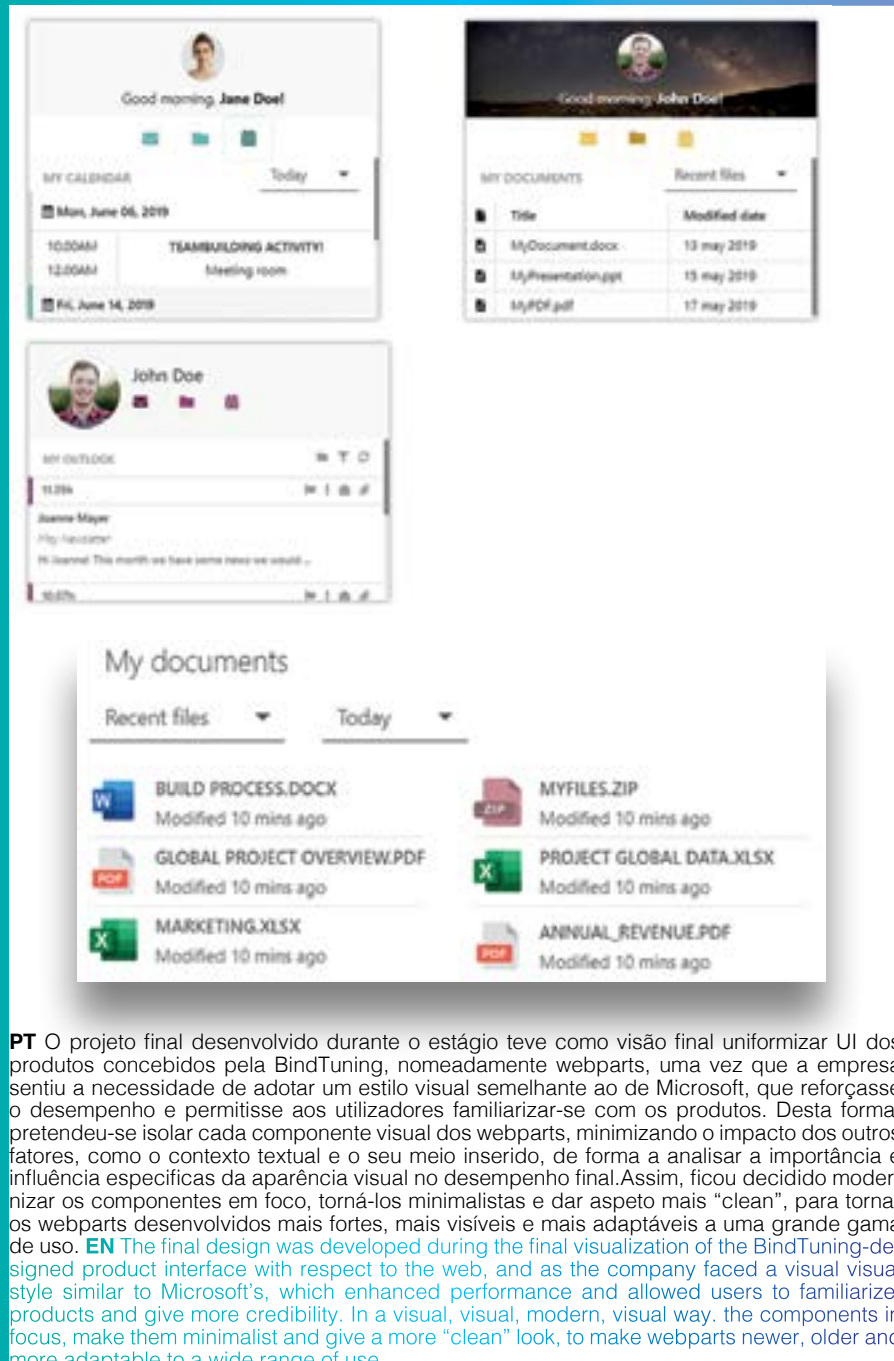 Good morning, Jane Doe!
MY CALENDAR
Today
Mon, June 06, 2019
10.00AM
TEAMBUILDING ACTIVITY!
12.00AM
Meeting room
Fri, June 14, 2019
Good morning, John Doe!
MY DOCUMENTS
Recent files
Title
Modified date
MyDocument.docx
13 may 2019
MyPresentation.ppt
15 may 2019
MyPDF.pdf
17 may 2019
John Doe
MY OUTLOOK
Joanne Mayer
Hi Joanne! This month we have some news we would ...
My documents
Recent files
Today
W
BUILD PROCESS.DOCX
Modified 10 mins ago
ZIP
MYFILES.ZIP
Modified 10 mins ago
PDF
GLOBAL PROJECT OVERVIEW.PDF
Modified 10 mins ago
X
PROJECT GLOBAL DATA.XLSX
Modified 10 mins ago
X
MARKETING.XLSX
Modified 10 mins ago
PDF
ANNUAL_REVENUE.PDF
Modified 10 mins ago
PT O projeto final desenvolvido durante o estágio teve como visão final uniformizar UI dos
produtos concebidos pela BindTuning, nomeadamente webparts, uma vez que a empresa
sentiu a necessidade de adotar um estilo visual semelhante ao de Microsoft, que reforçasse
o desempenho e permitisse aos utilizadores familiarizar-se com os produtos. Desta forma
pretendeu-se isolar cada componente visual dos webparts, minimizando o impacto dos outros
fatores, como o contexto textual e o seu meio inserido, de forma a analisar a importância e
influência especificas da aparência visual no desempenho final.Assim, ficou decidido moder
nizar os componentes em foco, torná-los minimalistas e dar aspeto mais “clean”, para torna
os webparts desenvolvidos mais fortes, mais visíveis e mais adaptáveis a uma grande gama
de uso. EN The final design was developed during the final visualization of the BindTuning-de
signed product interface with respect to the web, and as the company faced a visual visua
style similar to Microsoft's, which enhanced performance and allowed users to familiarize
products and give more credibility. In a visual, visual, modern, visual way. the components in
focus, make them minimalist and give a more “clean” look, to make webparts newer, older and
more adaptable to a wide range of use